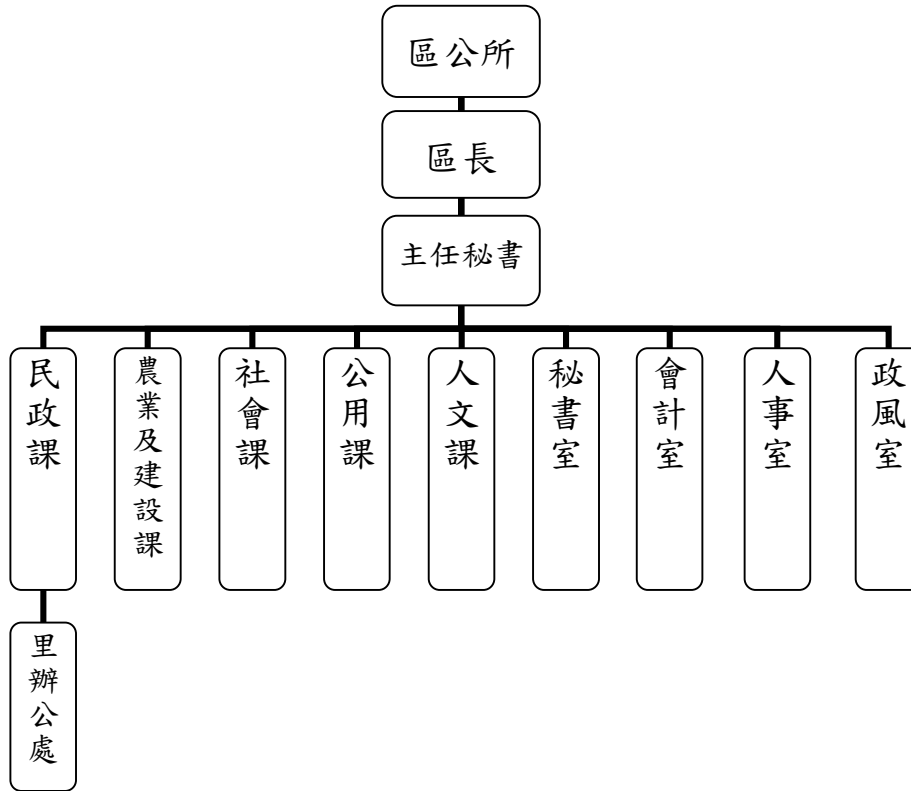 區公所
區長
主任秘書
民政課
農業及建設課
社會課
公用課
人文課
秘書室
會計室
人事室
政風室
里辦公處